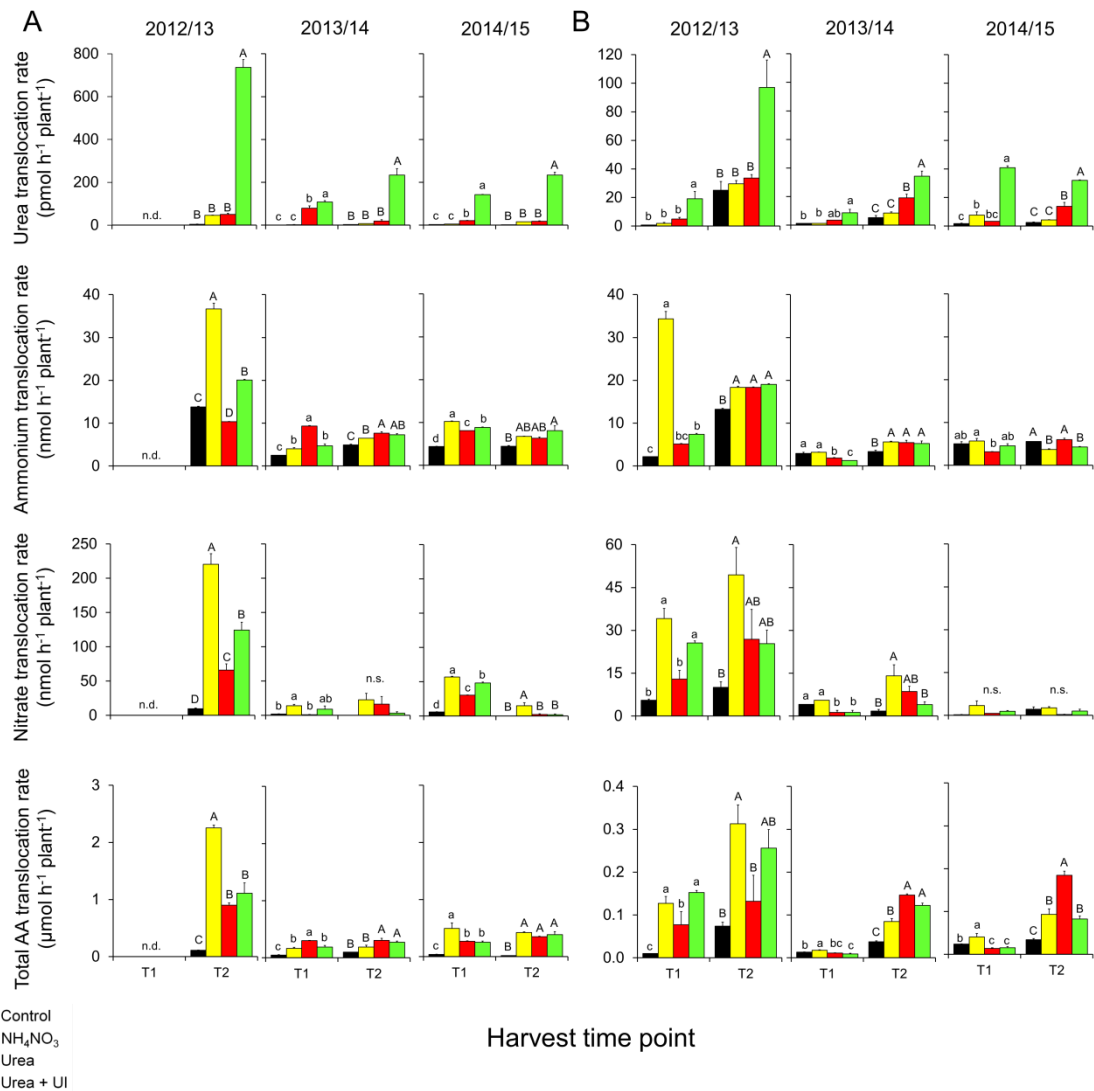 A B
2012/13 2013/14 2014/15 2012/13 2013/14 2014/15
Urea translocation rate
(pmol h⁻¹ plant⁻¹)
800
600
400
200
0
n.d. B B B A
c c b a B B B A
c c b a B B B A
120
100
80
60
40
20
0
b b b a B B B A
b b ab a C C B A
c b bc a C C B A
Ammonium translocation rate
(nmol h⁻¹ plant⁻¹)
40
30
20
10
0
n.d. C A D B
c b a b C B A AB
d a c b B AB AB A
40
30
20
10
0
c a bc b B A A A
a a b c B A A A
ab a b ab A B A B
Nitrate translocation rate
(nmol h⁻¹ plant⁻¹)
250
200
150
100
50
0
n.d. D A C B
b a b ab n.s.
d a c b B A B B
60
45
30
15
0
b a b a B A AB AB
a a b b B A AB B
n.s. n.s.
Total AA translocation rate
(µmol h⁻¹ plant⁻¹)
3
2
1
0
n.d. C A B B
c b a b B B A A
c a b b B A A A
0.4
0.3
0.2
0.1
0.0
c a b a B A B AB
b a bc c C B A A
b a c c C B A B
T1 T2 T1 T2 T1 T2 T1 T2 T1 T2 T1 T2
Harvest time point
Control
NH₄NO₃
Urea
Urea + UI